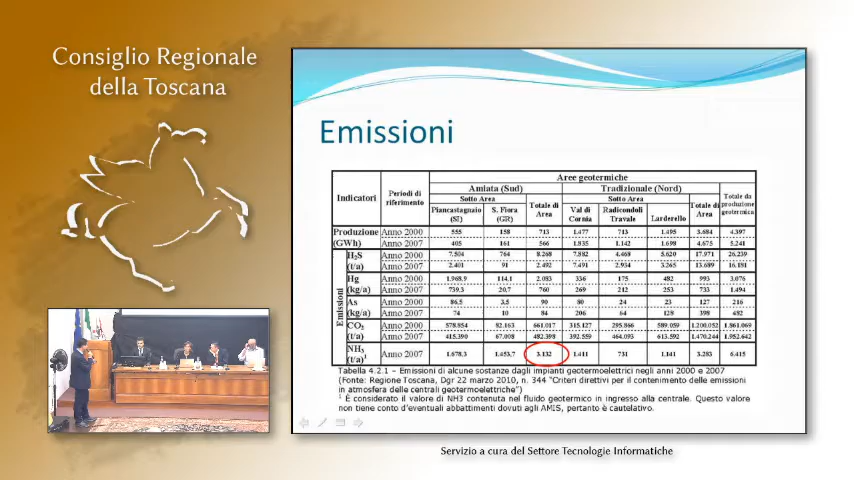 Consiglio Regionale
della Toscana
Emissioni
Indicatori
Periodi di
riferimento
Aree geotermiche
Amiata (Sud)
Tradizionale (Nord)
Totale da
produzione
geotermica
Sotto Area
Totale di
Area
Sotto Area
Totale di
Area
Piancastagnaio
(SI)
S. Fiora
(GR)
Val di
Cornia
Radicondoli
Travale
Larderello
Produzione Anno 2000 555 158 713 1.477 713 1.495 3.684 4.397
(GWh) Anno 2007 405 161 566 1.835 1.142 1.698 4.675 5.241
Emissioni
H2S Anno 2000 7.504 764 8.268 7.882 4.468 5.620 17.971 26.239
(t/a) Anno 2007 2.401 91 2.492 7.491 2.934 3.265 13.689 16.181
Hg Anno 2000 1.968,9 114,1 2.083 336 175 482 993 3.076
(kg/a) Anno 2007 739,3 20,7 760 269 212 253 733 1.494
As Anno 2000 86,5 3,5 90 80 24 23 127 216
(kg/a) Anno 2007 74 10 84 206 64 128 398 482
CO2 Anno 2000 578.854 82.163 661.017 315.127 295.866 589.059 1.200.052 1.861.069
(t/a) Anno 2007 415.390 67.008 482.398 392.559 464.093 613.592 1.470.244 1.952.642
NH3
(t/a)1 Anno 2007 1.678,3 1.453,7 3.132 1.411 731 1.141 3.283 6.415
Tabella 4.2.1 – Emissioni di alcune sostanze dagli impianti geotermoelettrici negli anni 2000 e 2007
(Fonte: Regione Toscana, Dgr 22 marzo 2010, n. 344 "Criteri direttivi per il contenimento delle emissioni
in atmosfera delle centrali geotermoelettriche")
1 È considerato il valore di NH3 contenuta nel fluido geotermico in ingresso alla centrale. Questo valore
non tiene conto d'eventuali abbattimenti dovuti agli AMIS, pertanto è cautelativo.
Servizio a cura del Settore Tecnologie Informatiche